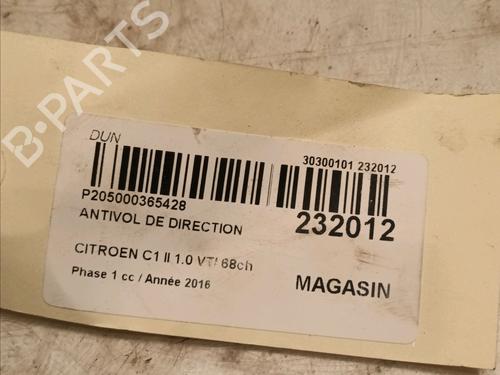 B-PARTS
DUN
30300101 232012
P205000365428
ANTIVOL DE DIRECTION
232012
CITROEN C1 II 1.0 VTi 68ch
Phase 1 cc / Année 2016
MAGASIN